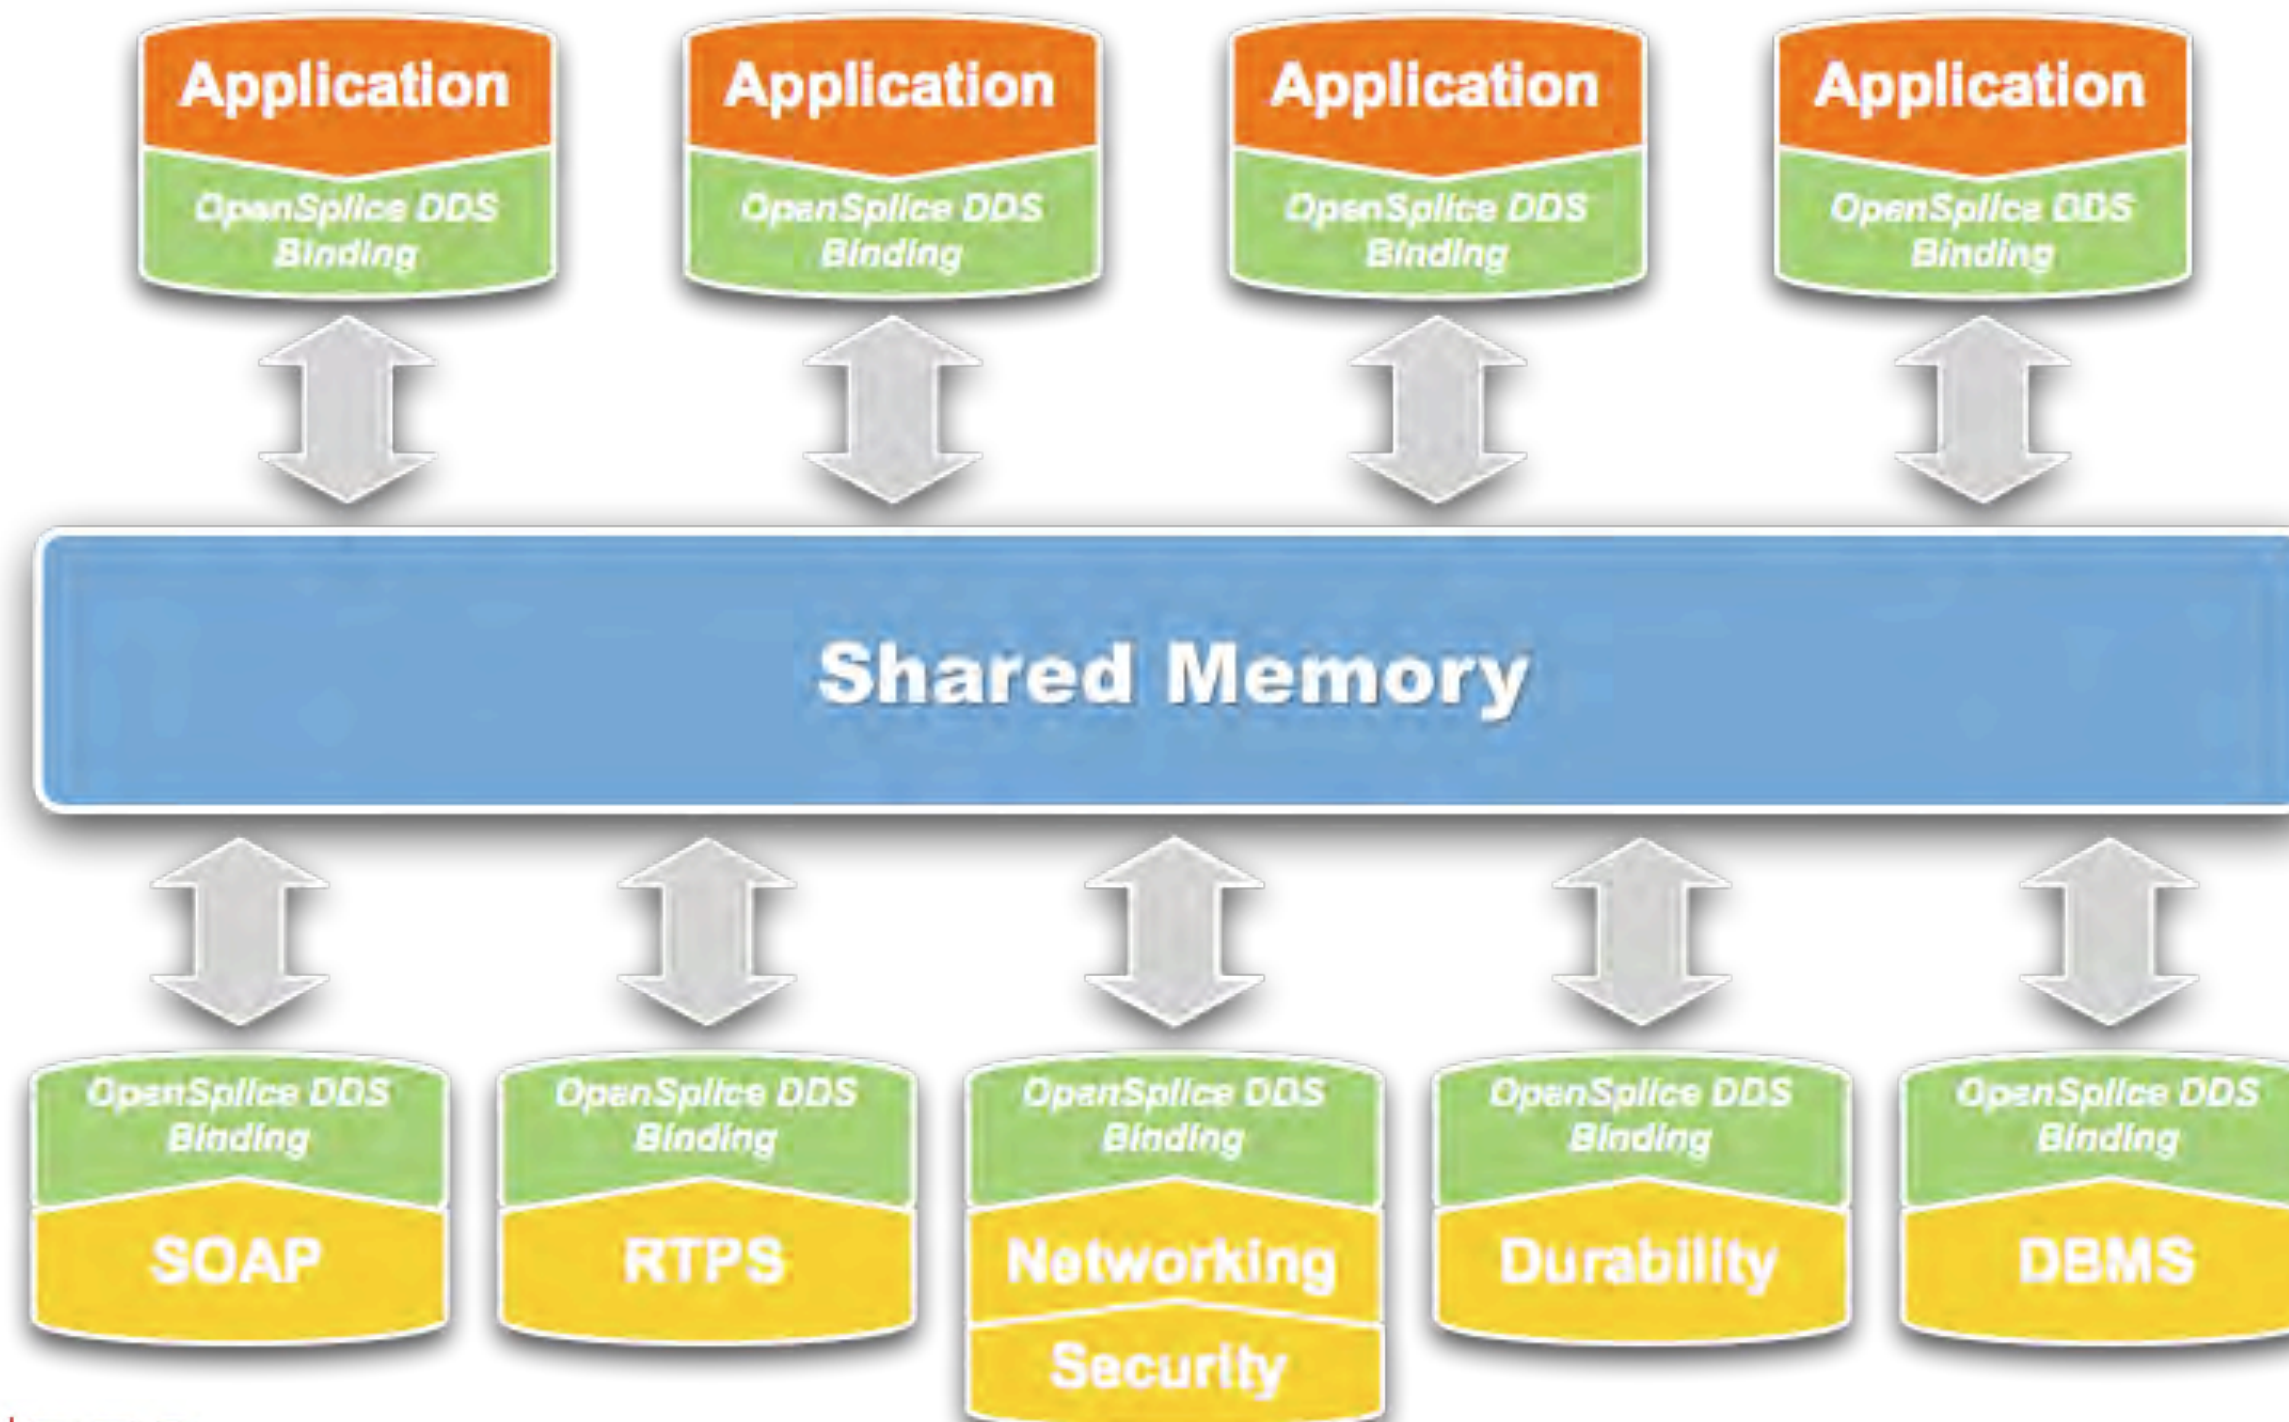 Application
Application
Application
Application
OpenSplice DDS
Binding
OpenSplice DDS
Binding
OpenSplice DDS
Binding
OpenSplice DDS
Binding
Shared Memory
OpenSplice DDS
Binding
OpenSplice DDS
Binding
OpenSplice DDS
Binding
OpenSplice DDS
Binding
OpenSplice DDS
Binding
SOAP
RTPS
Networking
Durability
DBMS
Security